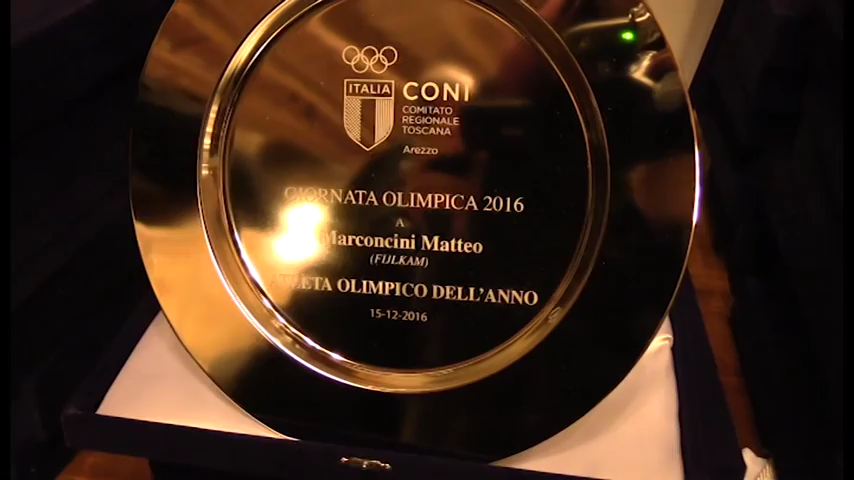 ITALIA
CONI
COMITATO
REGIONALE
TOSCANA
Arezzo
GIORNATA OLIMPICA 2016
A
Marconcini Matteo
(FIJLKAM)
ATLETA OLIMPICO DELL'ANNO
15-12-2016